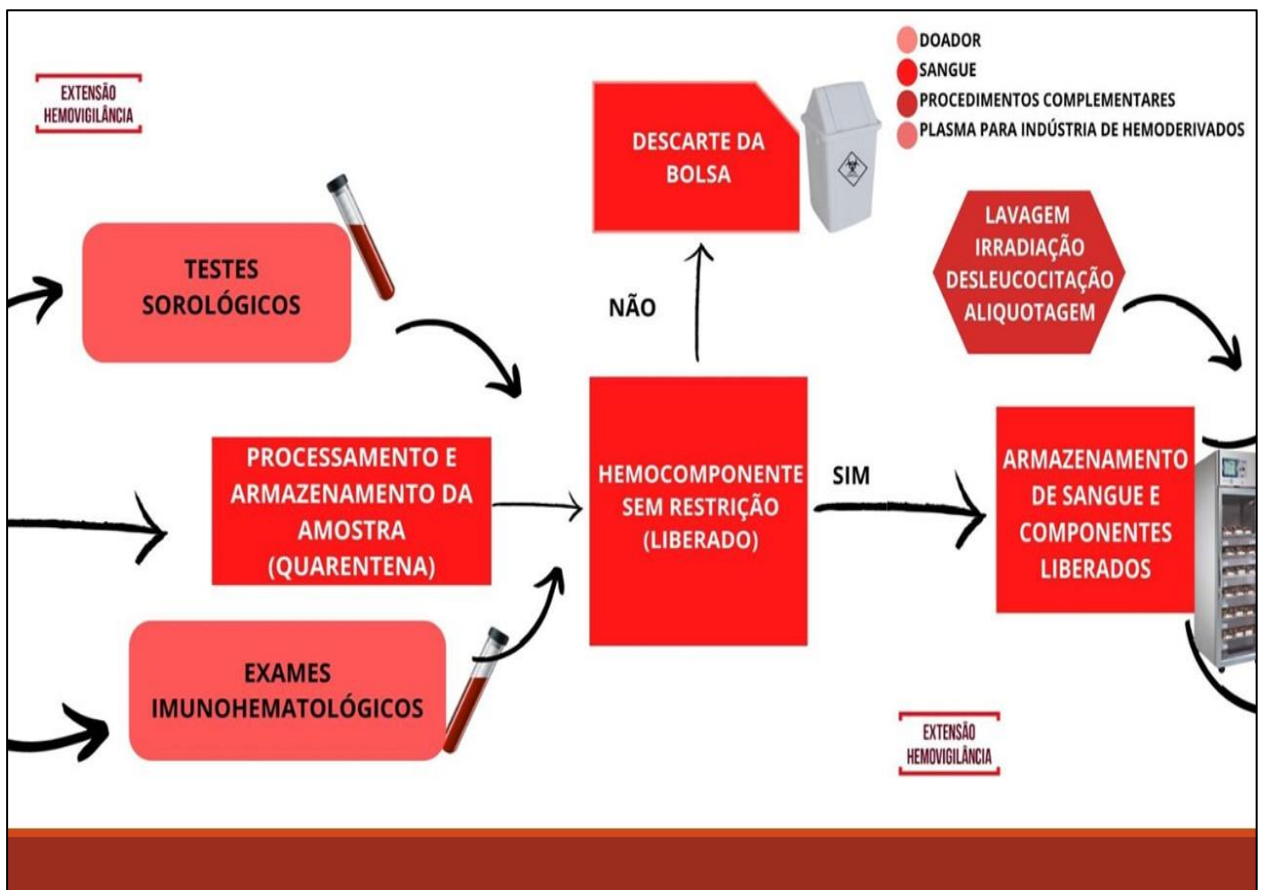 EXTENSÃO
HEMOVIGILÂNCIA
DOADOR
SANGUE
PROCEDIMENTOS COMPLEMENTARES
PLASMA PARA INDÚSTRIA DE HEMODERIVADOS
DESCARTE DA
BOLSA
LAVAGEM
IRRADIAÇÃO
DESLEUCOCITAÇÃO
ALIQUOTAGEM
TESTES
SOROLÓGICOS
NÃO
PROCESSAMENTO E
ARMAZENAMENTO DA
AMOSTRA
(QUARENTENA)
HEMOCOMPONENTE
SEM RESTRIÇÃO
(LIBERADO)
SIM
ARMAZENAMENTO
DE SANGUE E
COMPONENTES
LIBERADOS
EXAMES
IMUNOHEMATOLÓGICOS
EXTENSÃO
HEMOVIGILÂNCIA